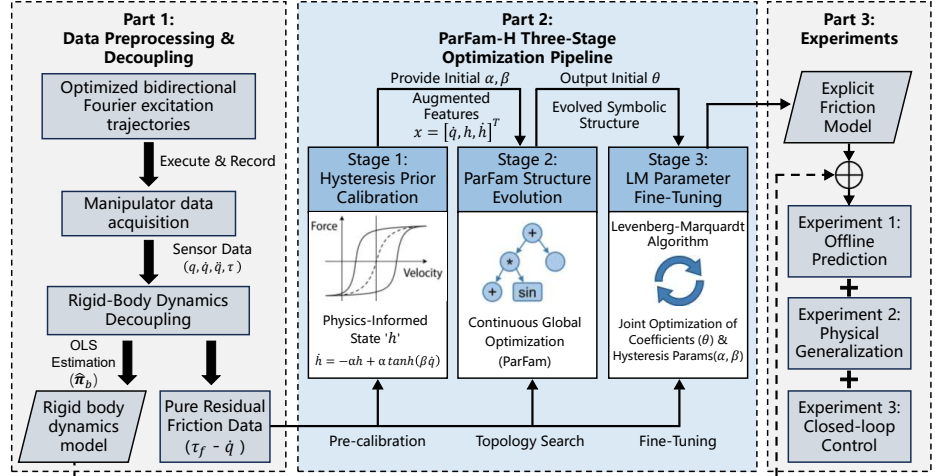 Part 1:
Data Preprocessing &
Decoupling
Optimized bidirectional
Fourier excitation
trajectories
Execute & Record
Manipulator data
acquisition
Sensor Data
(q, q̇, q̈, τ)
Rigid-Body Dynamics
Decoupling
OLS
Estimation
(π̂_b)
Rigid body
dynamics
model
Pure Residual
Friction Data
(τ_f - q̇ )
Part 2:
ParFam-H Three-Stage
Optimization Pipeline
Provide Initial α, β
Augmented
Features
x = [q̇, h, ḣ]^T
Output Initial θ
Evolved Symbolic
Structure
Stage 1:
Hysteresis Prior
Calibration
Force
Velocity
Physics-Informed
State 'h'
ḣ = −αh + α tanh(βq̇)
Stage 2:
ParFam Structure
Evolution
+
*
+
sin
Continuous Global
Optimization
(ParFam)
Stage 3:
LM Parameter
Fine-Tuning
Levenberg-Marquardt
Algorithm
Joint Optimization of
Coefficients (θ) &
Hysteresis Params(α, β)
Pre-calibration
Topology Search
Fine-Tuning
Part 3:
Experiments
Explicit
Friction
Model
Experiment 1:
Offline
Prediction
+
Experiment 2:
Physical
Generalization
+
Experiment 3:
Closed-loop
Control